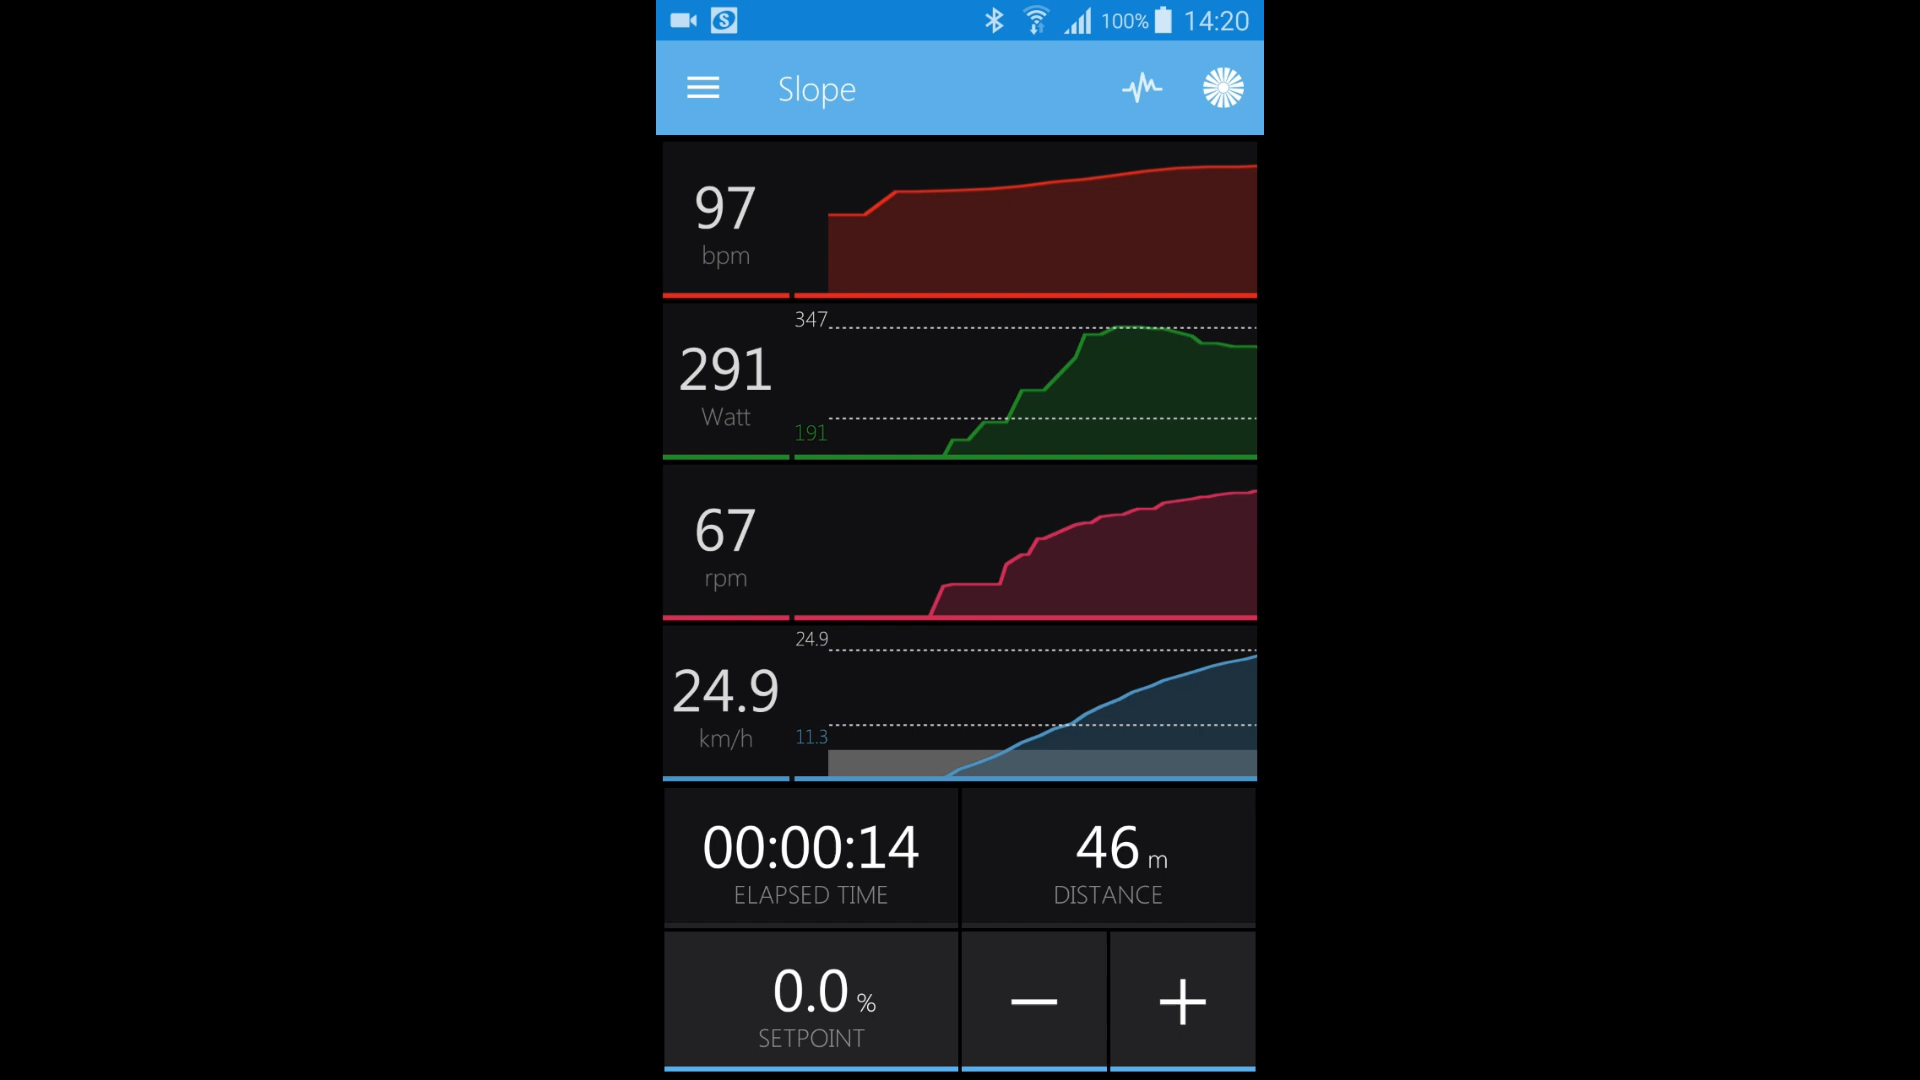 S 100% 14:20
Slope
97
bpm
347
291
Watt
191
67
rpm
24.9
24.9
km/h
11.3
00:00:14
ELAPSED TIME
46 m
DISTANCE
0.0 %
SETPOINT